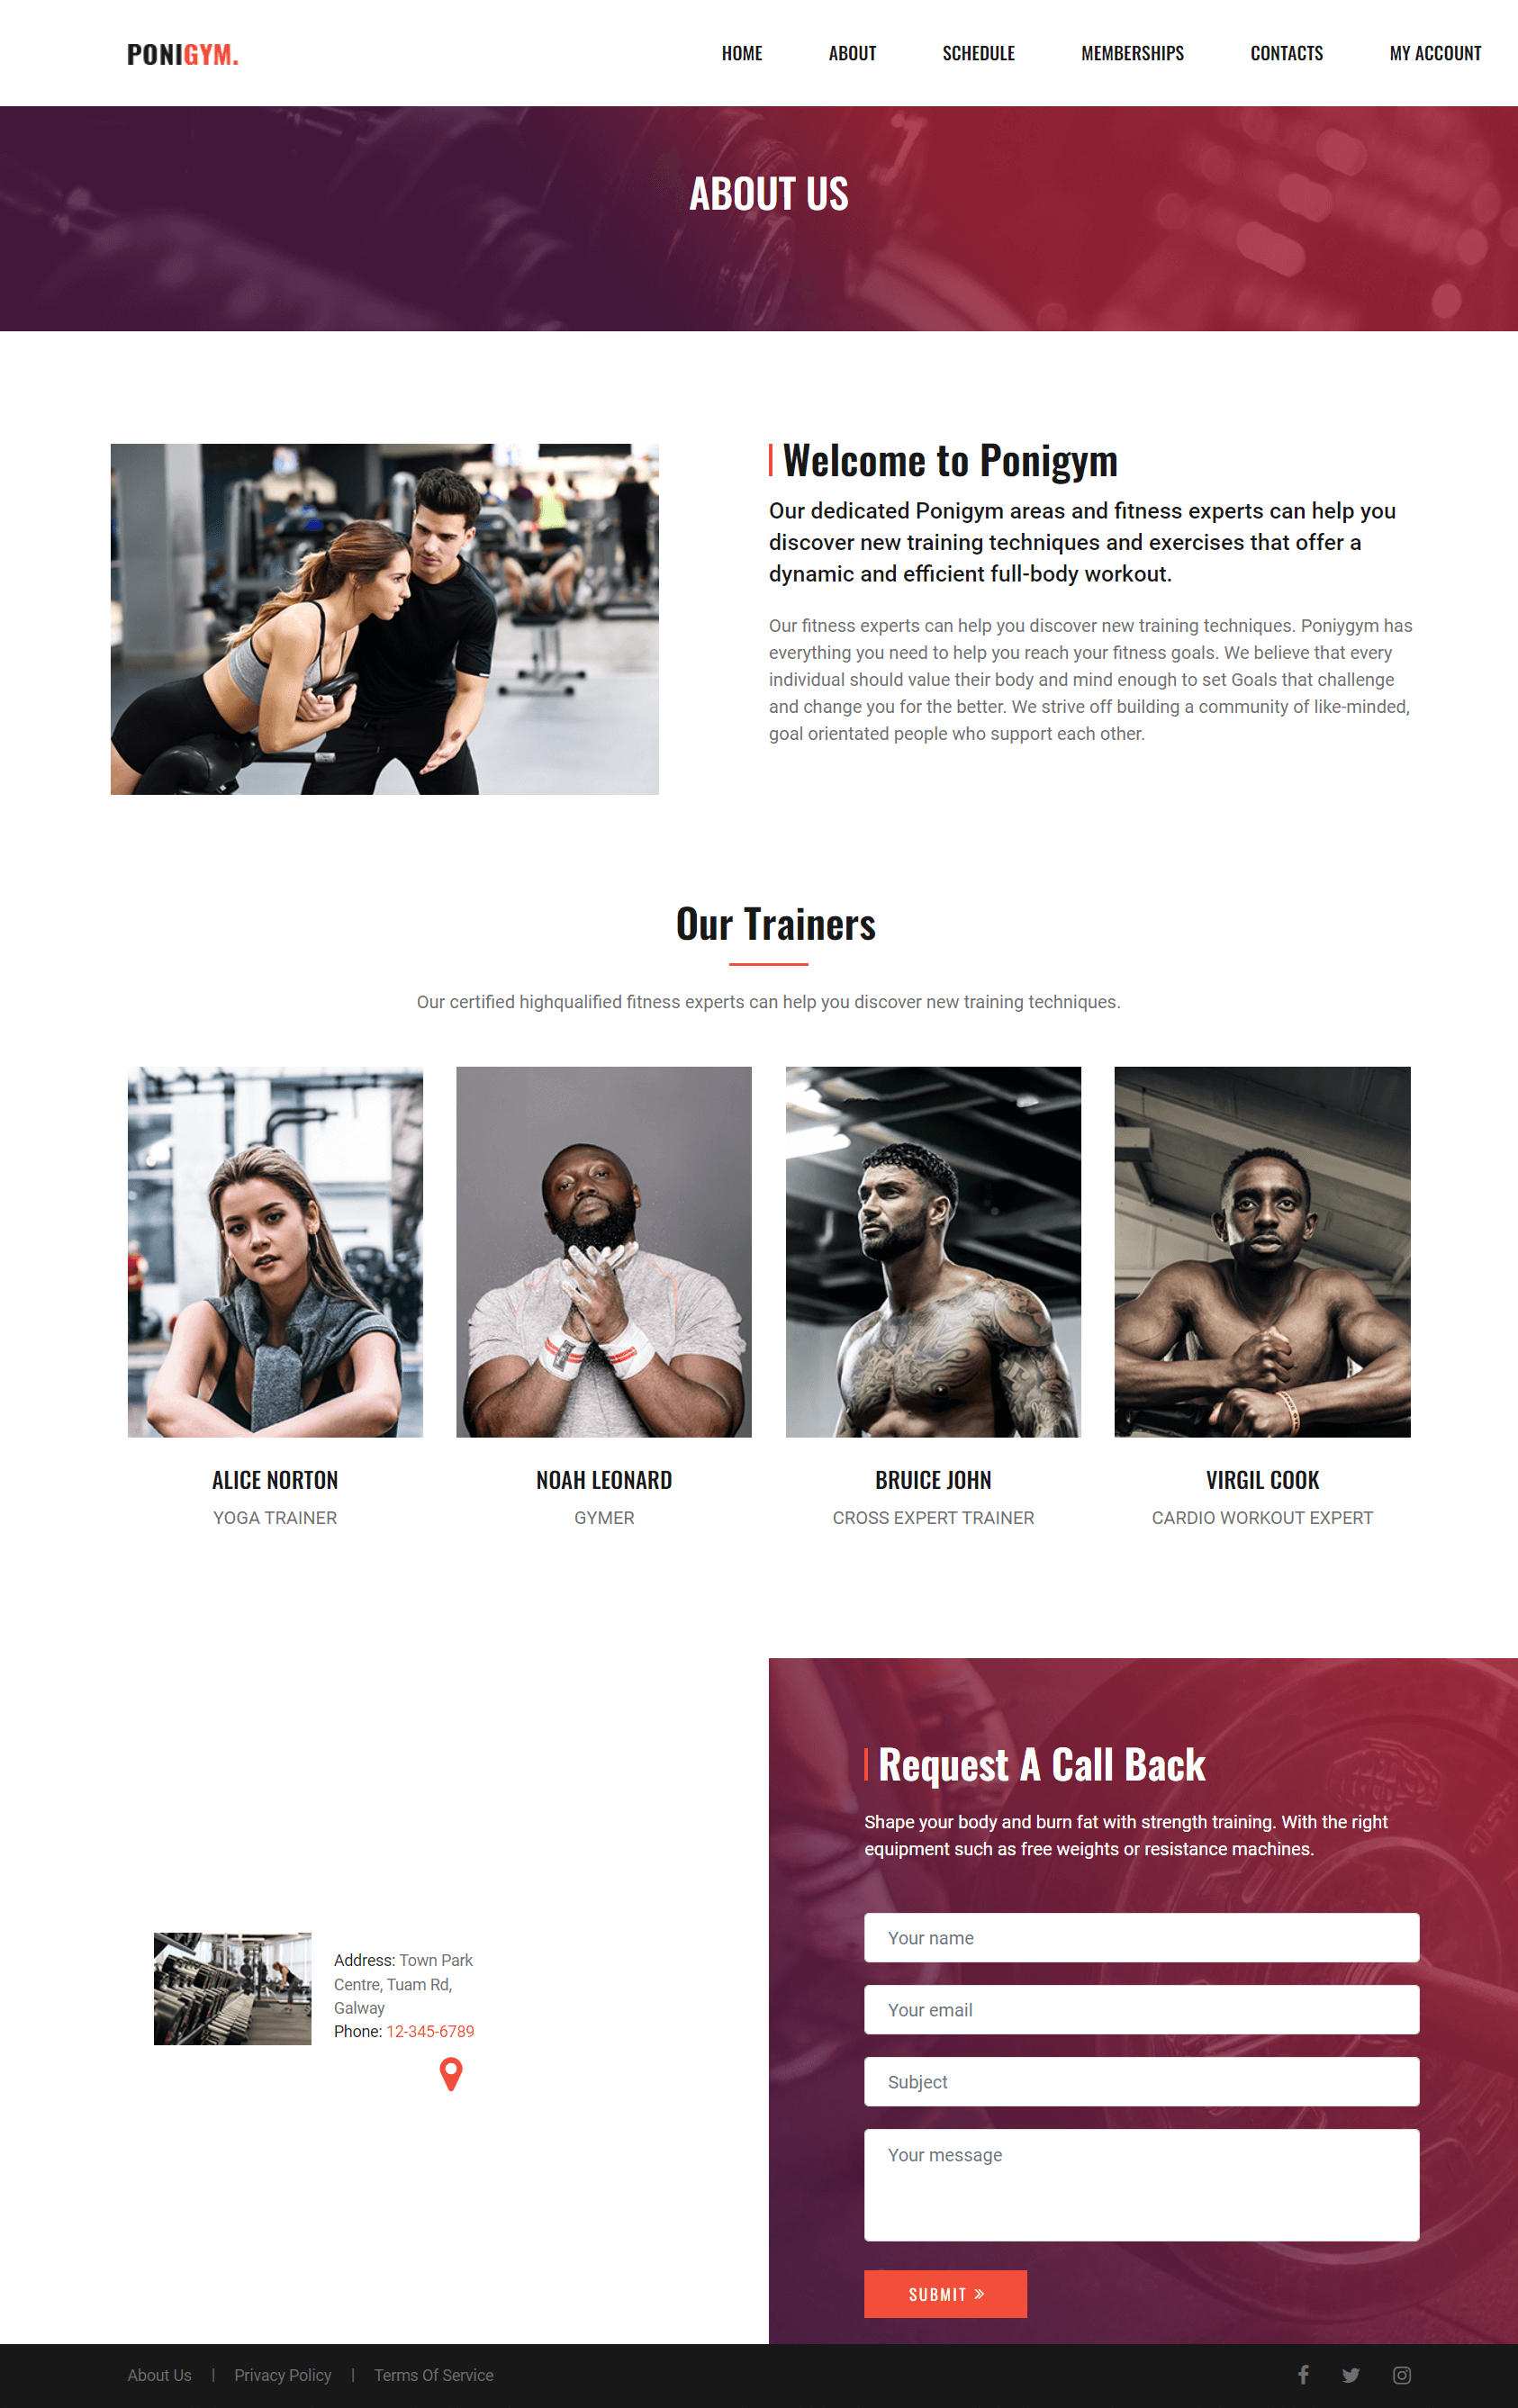 PONIGYM.
HOME ABOUT SCHEDULE MEMBERSHIPS CONTACTS MY ACCOUNT
ABOUT US
Welcome to Ponigym
Our dedicated Ponigym areas and fitness experts can help you
discover new training techniques and exercises that offer a
dynamic and efficient full-body workout.
Our fitness experts can help you discover new training techniques. Poniygym has
everything you need to help you reach your fitness goals. We believe that every
individual should value their body and mind enough to set Goals that challenge
and change you for the better. We strive off building a community of like-minded,
goal orientated people who support each other.
Our Trainers
Our certified highqualified fitness experts can help you discover new training techniques.
ALICE NORTON
YOGA TRAINER
NOAH LEONARD
GYMER
BRUICE JOHN
CROSS EXPERT TRAINER
VIRGIL COOK
CARDIO WORKOUT EXPERT
Address: Town Park
Centre, Tuam Rd,
Galway
Phone: 12-345-6789
Request A Call Back
Shape your body and burn fat with strength training. With the right
equipment such as free weights or resistance machines.
Your name
Your email
Subject
Your message
SUBMIT »
About Us | Privacy Policy | Terms Of Service